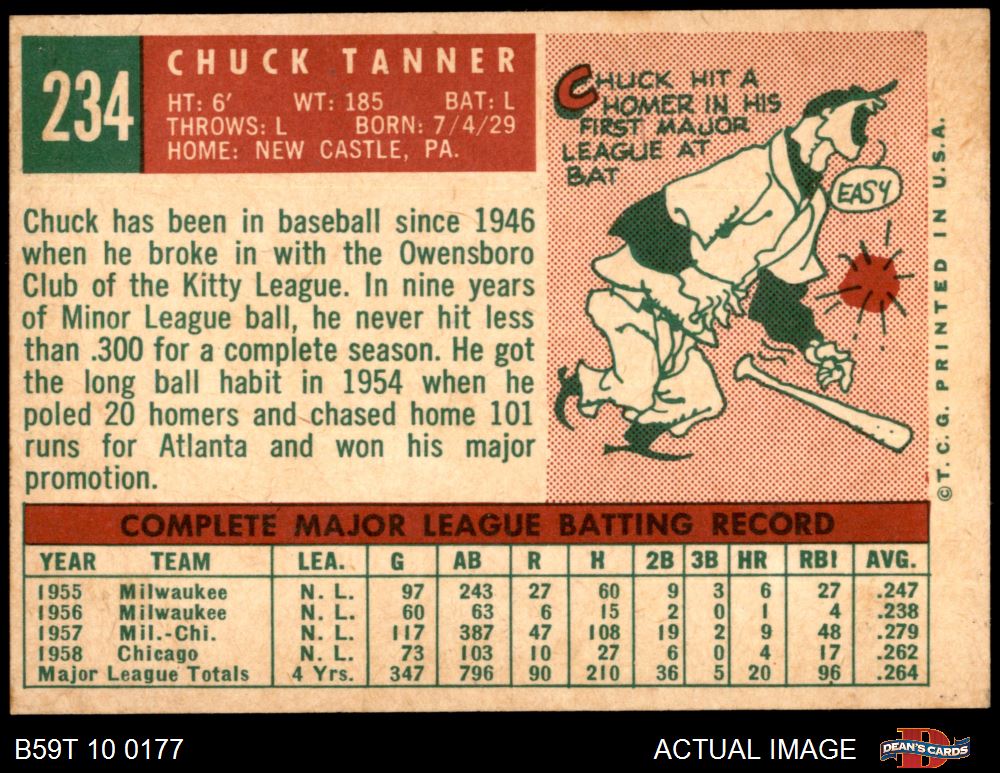 234
CHUCK TANNER
HT: 6' WT: 185 BAT: L
THROWS: L BORN: 7/4/29
HOME: NEW CASTLE, PA.
CHUCK HIT A
HOMER IN HIS
FIRST MAJOR
LEAGUE AT
BAT
EASY
Chuck has been in baseball since 1946
when he broke in with the Owensboro
Club of the Kitty League. In nine years
of Minor League ball, he never hit less
than .300 for a complete season. He got
the long ball habit in 1954 when he
poled 20 homers and chased home 101
runs for Atlanta and won his major
promotion.
© T. C. G. PRINTED IN U.S.A.
COMPLETE MAJOR LEAGUE BATTING RECORD
YEAR TEAM LEA. G AB R H 2B 3B HR RBI AVG.
1955 Milwaukee N. L. 97 243 27 60 9 3 6 27 .247
1956 Milwaukee N. L. 60 63 6 15 2 0 1 4 .238
1957 Mil.-Chi. N. L. 117 387 47 108 19 2 9 48 .279
1958 Chicago N. L. 73 103 10 27 6 0 4 17 .262
Major League Totals 4 Yrs. 347 796 90 210 36 5 20 96 .264
B59T 10 0177
ACTUAL IMAGE
DEAN'S CARDS